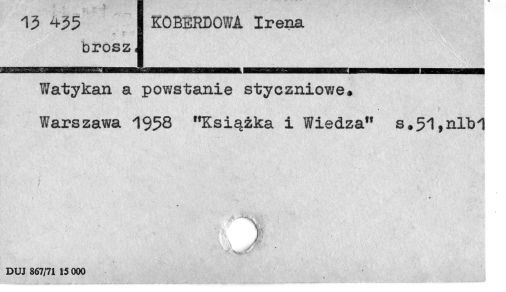 13 435
brosz.
KOBERDOWA Irena
Watykan a powstanie styczniowe.
Warszawa 1958 "Książka i Wiedza" s.51,nlb1
DUJ 867/71 15 000